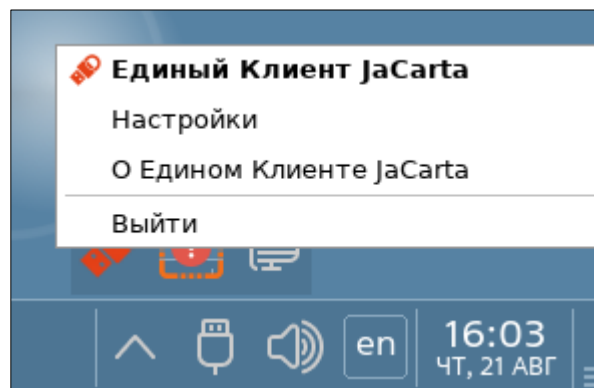 Единый Клиент JaCarta
Настройки
О Едином Клиенте JaCarta
Выйти
en
16:03
ЧТ, 21 АВГ